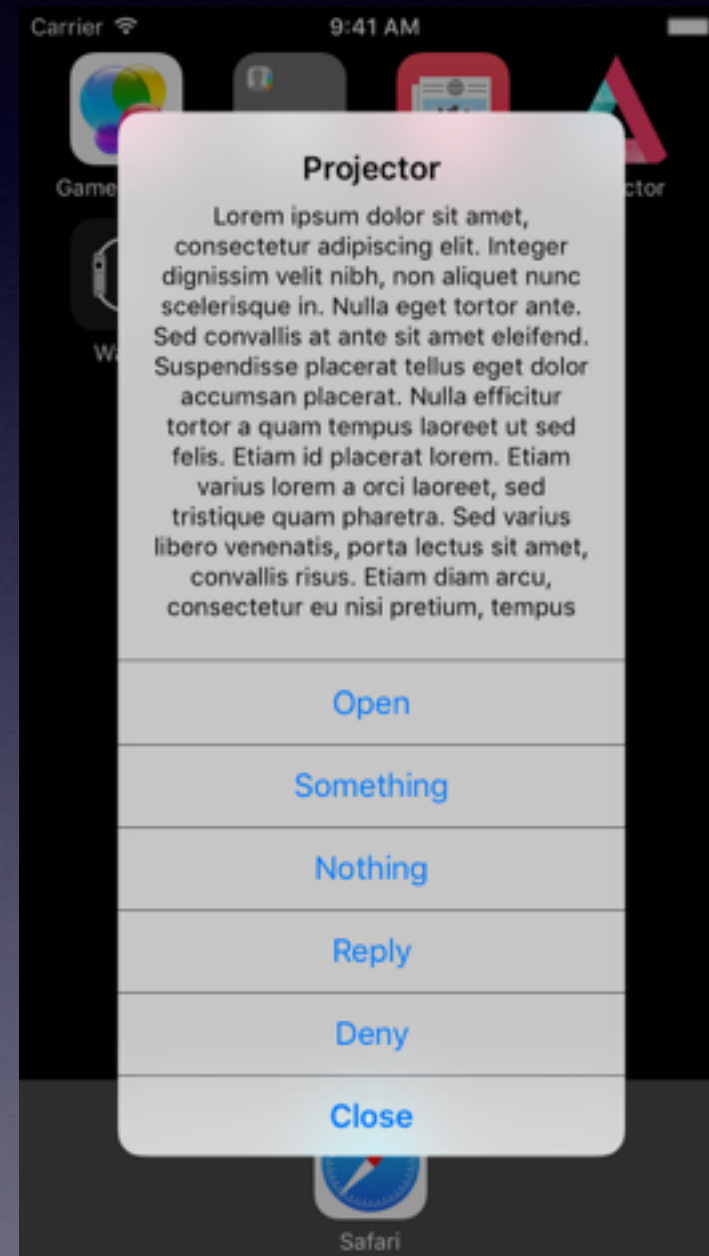 Carrier
9:41 AM
Game
ctor
Wa
Projector
Lorem ipsum dolor sit amet,
consectetur adipiscing elit. Integer
dignissim velit nibh, non aliquet nunc
scelerisque in. Nulla eget tortor ante.
Sed convallis at ante sit amet eleifend.
Suspendisse placerat tellus eget dolor
accumsan placerat. Nulla efficitur
tortor a quam tempus laoreet ut sed
felis. Etiam id placerat lorem. Etiam
varius lorem a orci laoreet, sed
tristique quam pharetra. Sed varius
libero venenatis, porta lectus sit amet,
convallis risus. Etiam diam arcu,
consectetur eu nisi pretium, tempus
Open
Something
Nothing
Reply
Deny
Close
Safari